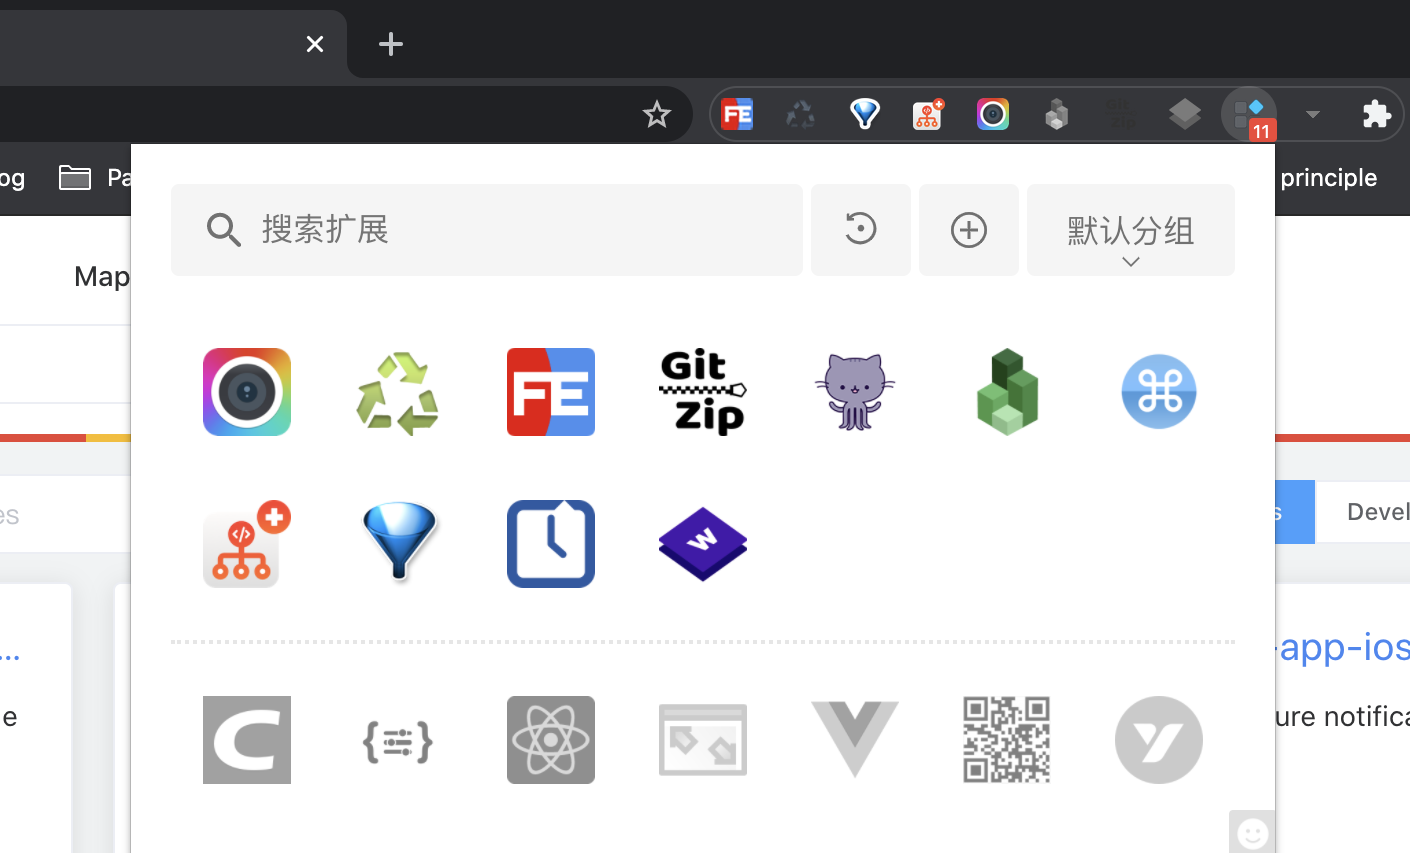 11
og
Pa
principle
搜索扩展
默认分组
Map
FE
Git
Zip
es
s
Devel
W
...
-app-ios
e
ure notifica